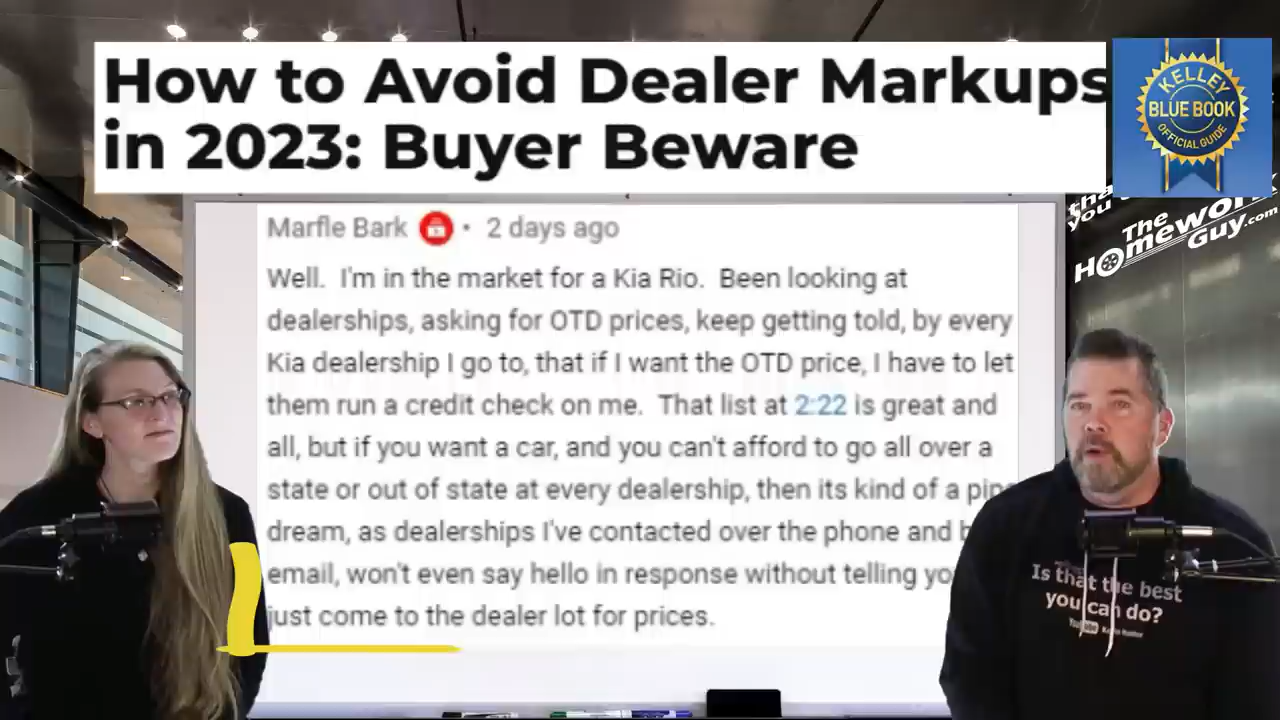 How to Avoid Dealer Markups
in 2023: Buyer Beware
KELLEY
BLUE BOOK
OFFICIAL GUIDE
you
The
Homework
Guy.com
Marfle Bark • 2 days ago
Well. I'm in the market for a Kia Rio. Been looking at
dealerships, asking for OTD prices, keep getting told, by every
Kia dealership I go to, that if I want the OTD price, I have to let
them run a credit check on me. That list at 2:22 is great and
all, but if you want a car, and you can't afford to go all over a
state or out of state at every dealership, then its kind of a
dream, as dealerships I've contacted over the phone and
email, won't even say hello in response without telling
just come to the dealer lot for prices.
Is that the best
you can do?